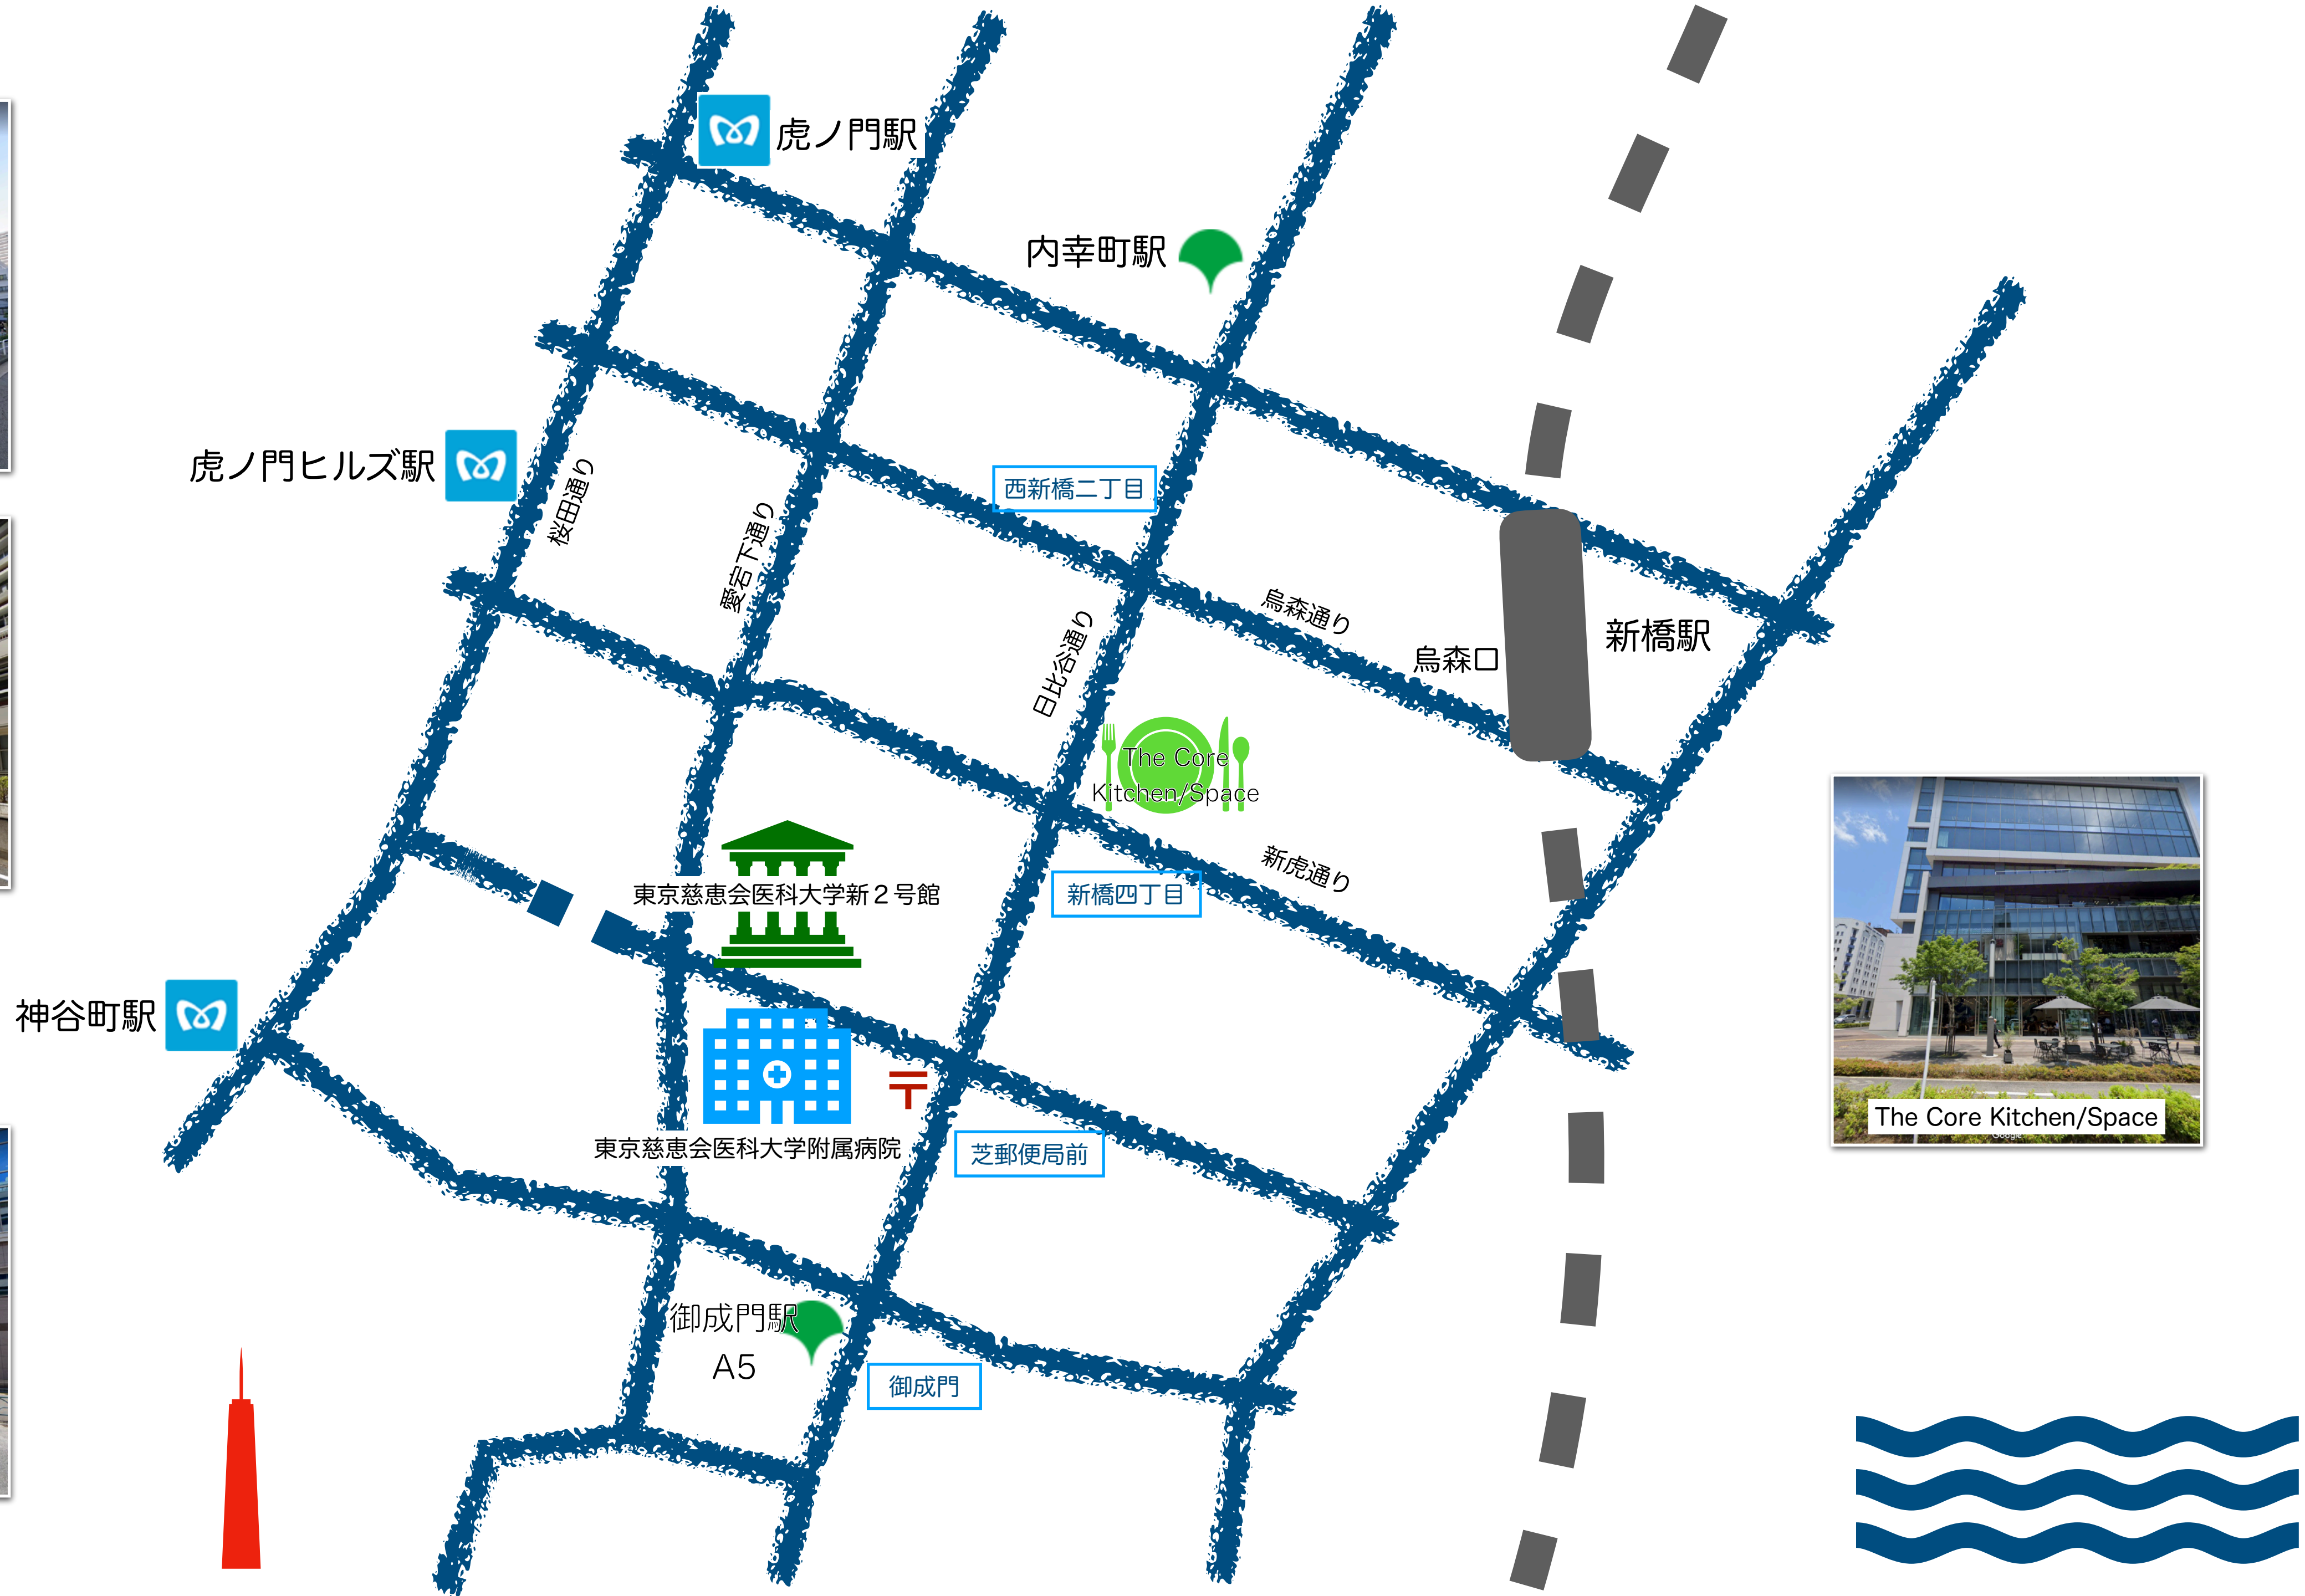 虎ノ門駅
内幸町駅
虎ノ門ヒルズ駅
桜田通り
西新橋二丁目
愛宕下通り
烏森通り
日比谷通り
新橋駅
烏森口
The Core
Kitchen/Space
新虎通り
東京慈恵会医科大学新２号館
新橋四丁目
神谷町駅
〒
東京慈恵会医科大学附属病院
芝郵便局前
The Core Kitchen/Space
Google
御成門駅
A5
御成門